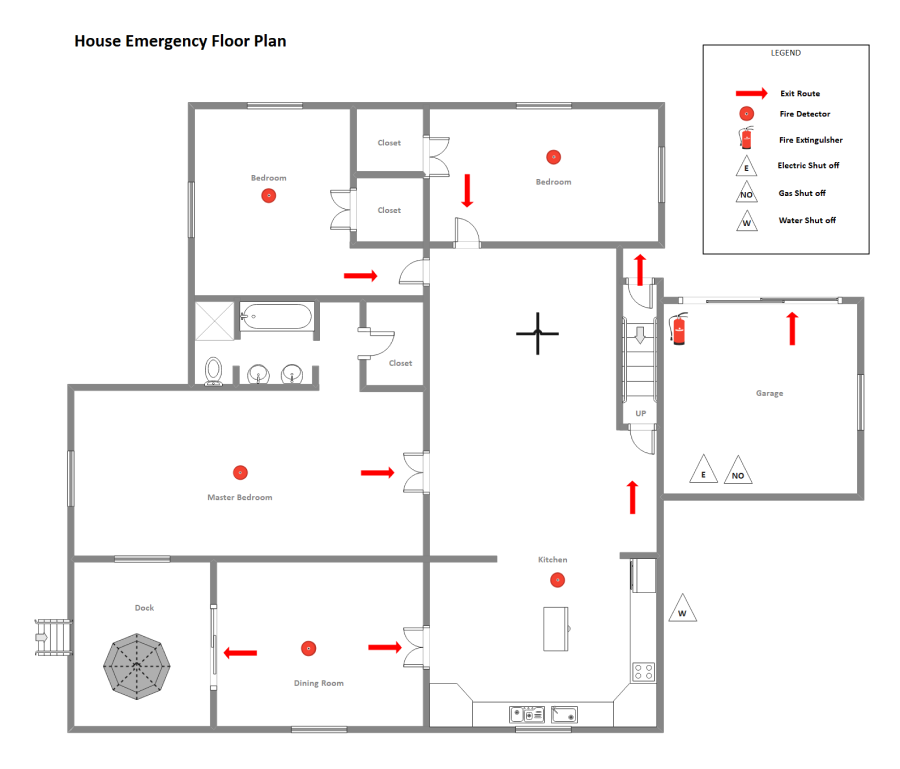 House Emergency Floor Plan
LEGEND
Exit Route
Fire Detector
Fire Extingulsher
E
Electric Shut off
NO
Gas Shut off
W
Water Shut off
Closet
Bedroom
Bedroom
Closet
Closet
UP
Garage
E
NO
Master Bedroom
Kitchen
Dock
W
Dining Room